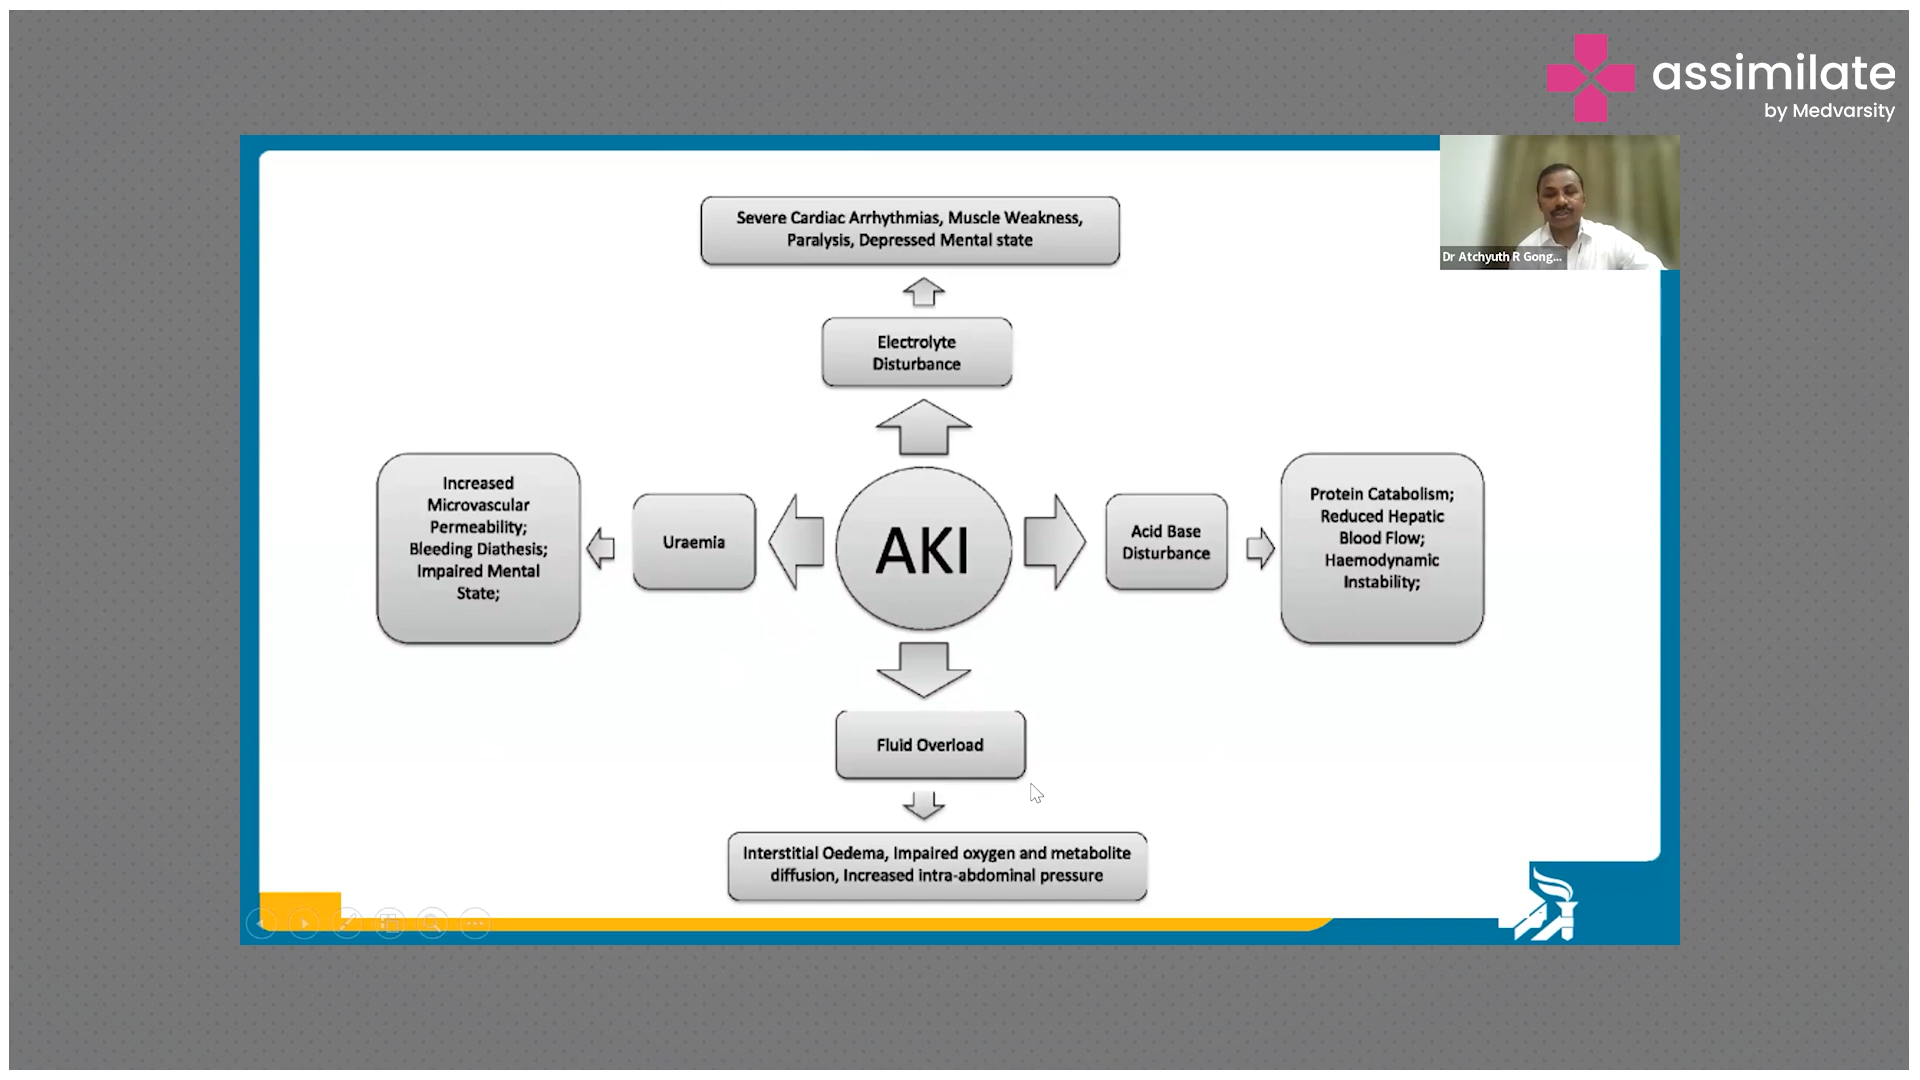 assimilate
by Medvarsity
Dr Atchyuth R Gong...
Severe Cardiac Arrhythmias, Muscle Weakness,
Paralysis, Depressed Mental state
Electrolyte
Disturbance
Increased
Microvascular
Permeability;
Bleeding Diathesis;
Impaired Mental
State;
Uraemia
AKI
Acid Base
Disturbance
Protein Catabolism;
Reduced Hepatic
Blood Flow;
Haemodynamic
Instability;
Fluid Overload
Interstitial Oedema, Impaired oxygen and metabolite
diffusion, Increased intra-abdominal pressure